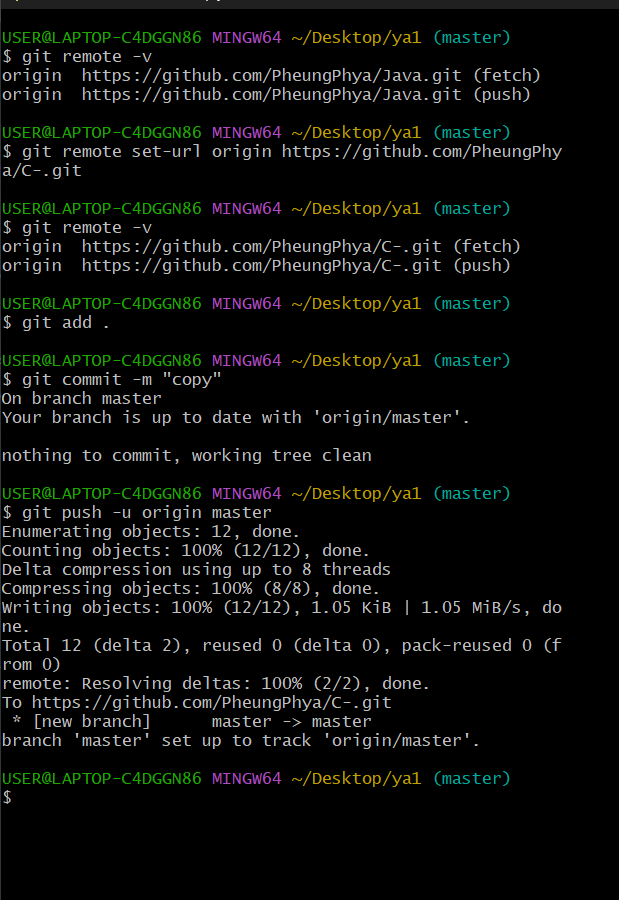 USER@LAPTOP-C4DGGN86 MINGW64 ~/Desktop/ya1 (master)
$ git remote -v
origin  https://github.com/PheungPhya/Java.git (fetch)
origin  https://github.com/PheungPhya/Java.git (push)
USER@LAPTOP-C4DGGN86 MINGW64 ~/Desktop/ya1 (master)
$ git remote set-url origin https://github.com/PheungPhy
a/C-.git
USER@LAPTOP-C4DGGN86 MINGW64 ~/Desktop/ya1 (master)
$ git remote -v
origin  https://github.com/PheungPhya/C-.git (fetch)
origin  https://github.com/PheungPhya/C-.git (push)
USER@LAPTOP-C4DGGN86 MINGW64 ~/Desktop/ya1 (master)
$ git add .
USER@LAPTOP-C4DGGN86 MINGW64 ~/Desktop/ya1 (master)
$ git commit -m "copy"
On branch master
Your branch is up to date with 'origin/master'.
nothing to commit, working tree clean
USER@LAPTOP-C4DGGN86 MINGW64 ~/Desktop/ya1 (master)
$ git push -u origin master
Enumerating objects: 12, done.
Counting objects: 100% (12/12), done.
Delta compression using up to 8 threads
Compressing objects: 100% (8/8), done.
Writing objects: 100% (12/12), 1.05 KiB | 1.05 MiB/s, do
ne.
Total 12 (delta 2), reused 0 (delta 0), pack-reused 0 (f
rom 0)
remote: Resolving deltas: 100% (2/2), done.
To https://github.com/PheungPhya/C-.git
 * [new branch]      master -> master
branch 'master' set up to track 'origin/master'.
USER@LAPTOP-C4DGGN86 MINGW64 ~/Desktop/ya1 (master)
$